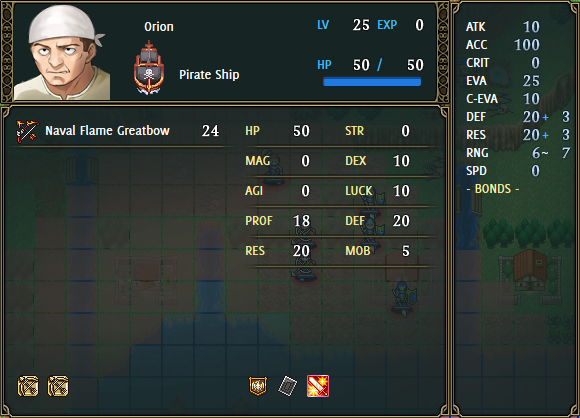 Orion LV 25 EXP 0
Pirate Ship HP 50 / 50
Naval Flame Greatbow 24
HP 50 STR 0
MAG 0 DEX 10
AGI 0 LUCK 10
PROF 18 DEF 20
RES 20 MOB 5
ATK 10
ACC 100
CRIT 0
EVA 25
C-EVA 10
DEF 20+ 3
RES 20+ 3
RNG 6~ 7
SPD 0
- BONDS -